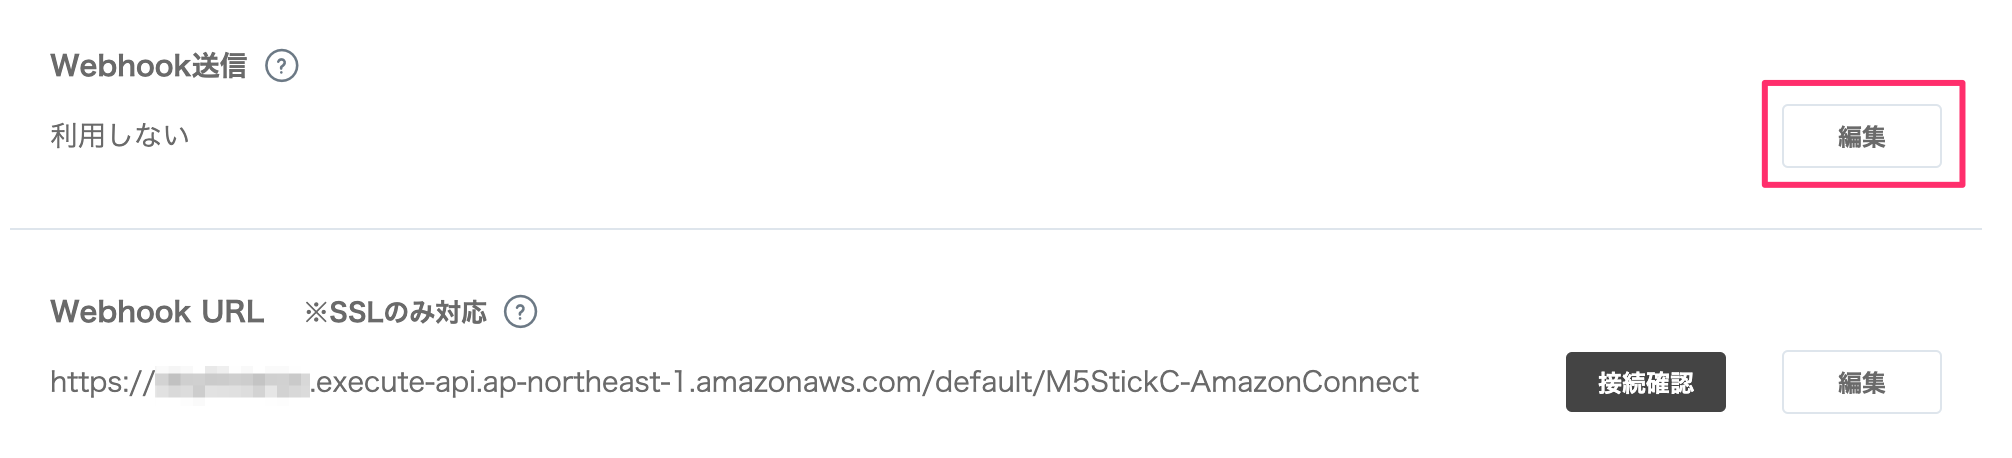 Webhook送信 ?
利用しない
編集
Webhook URL ※SSLのみ対応 ?
https://.execute-api.ap-northeast-1.amazonaws.com/default/M5StickC-AmazonConnect
接続確認
編集